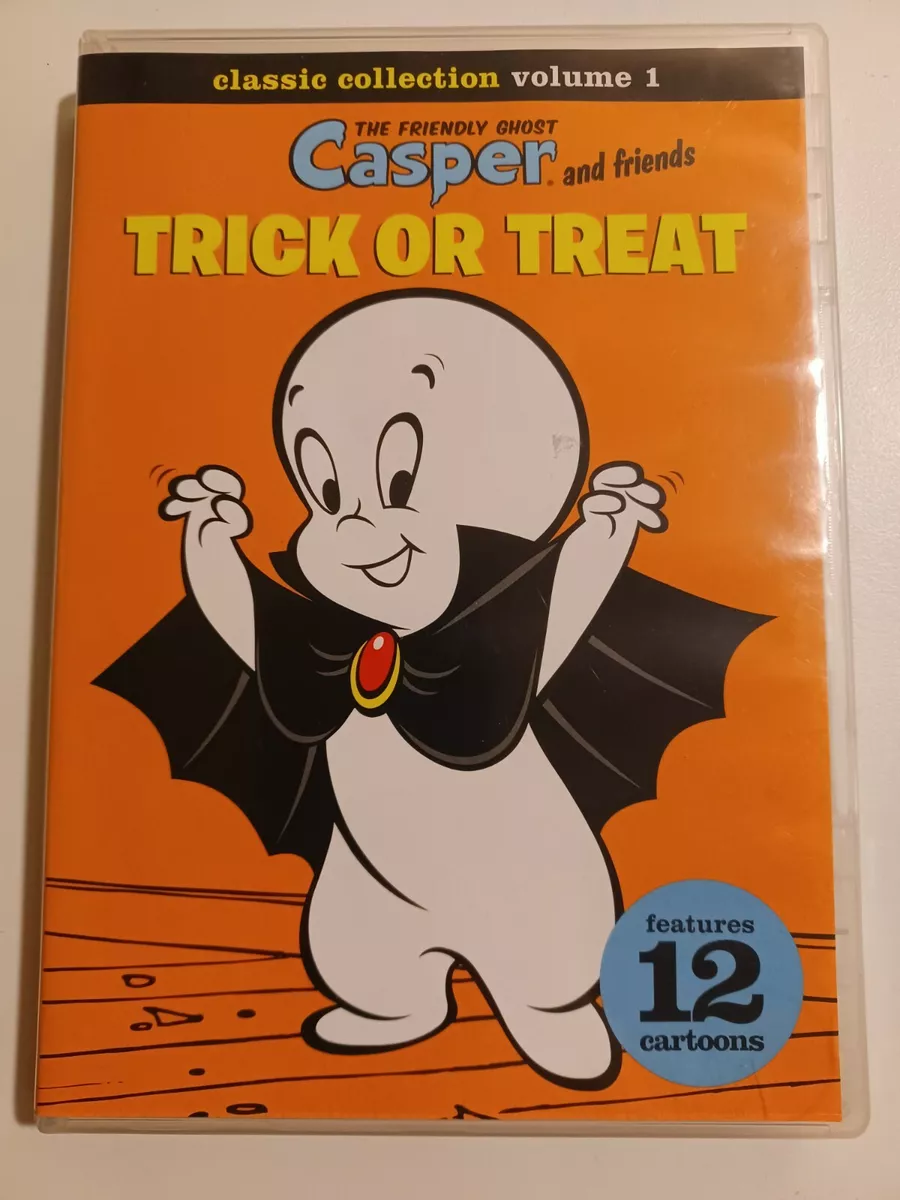 classic collection volume 1
THE FRIENDLY GHOST
Casper and friends
TRICK OR TREAT
features
12
cartoons